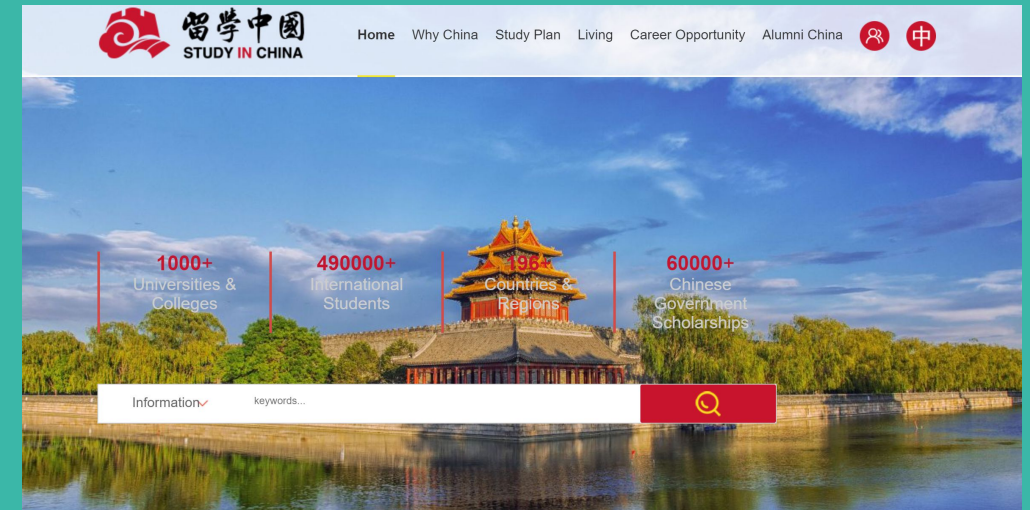 留学中國
STUDY IN CHINA
Home Why China Study Plan Living Career Opportunity Alumni China 中
1000+ 490000+ 196+ 60000+
Universities & International Countries & Chinese
Colleges Students Regions Government
Scholarships
Information keywords...